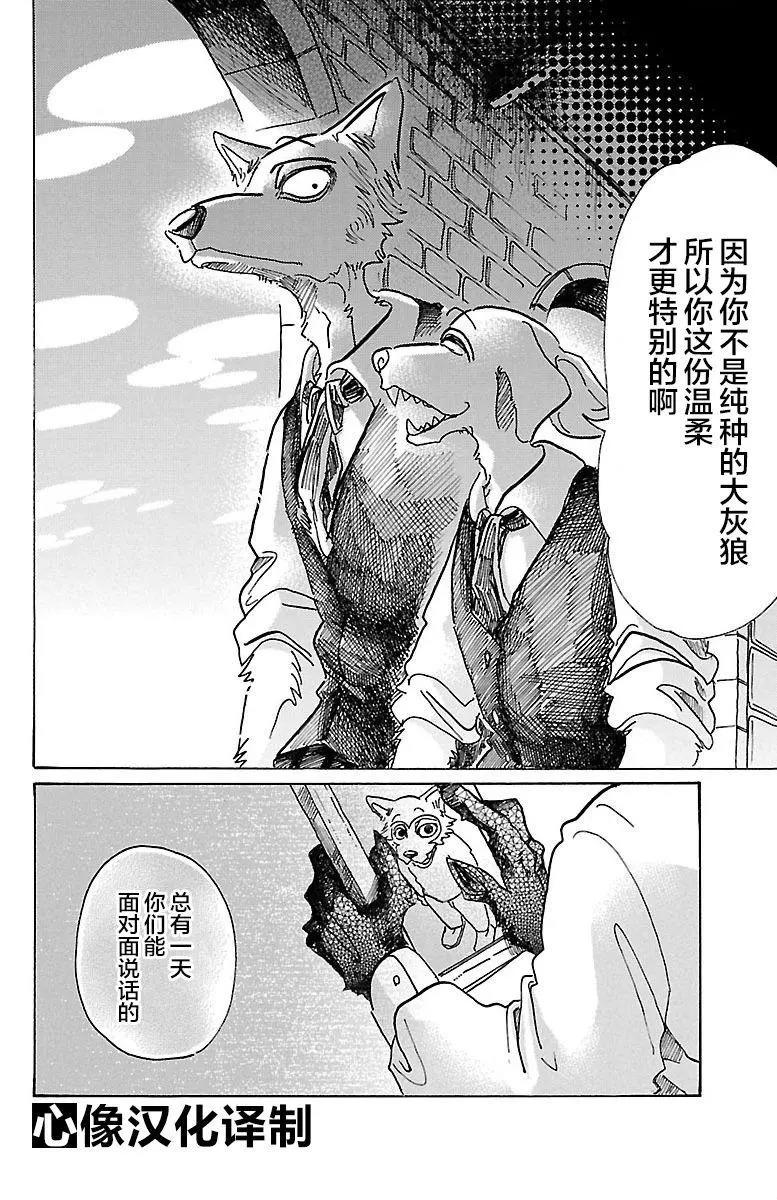 因为你不是纯种的大灰狼
所以你这份温柔
才更特别的啊
总有一天
你们能
面对面说话的
心像汉化译制